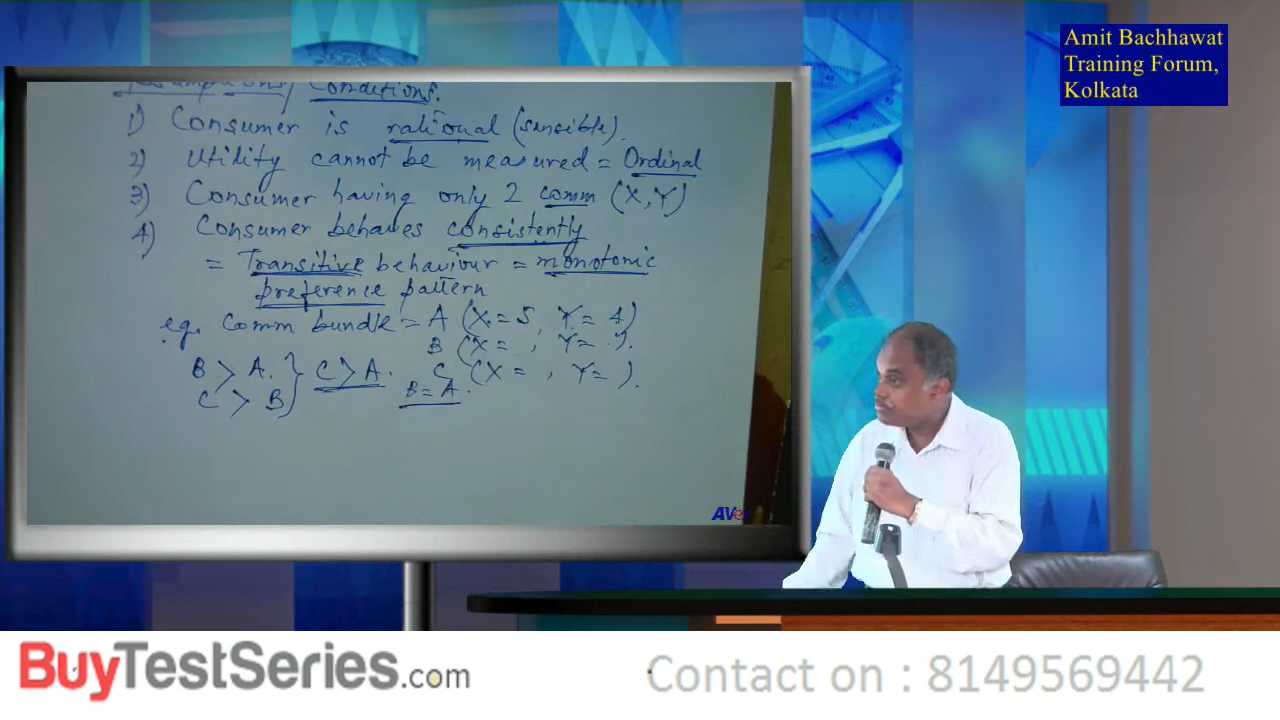 Amit Bachhawat
Training Forum,
Kolkata
Assumptions/ Conditions.
1) Consumer is rational (sensible).
2) Utility cannot be measured = Ordinal
3) Consumer having only 2 comm (X, Y)
4) Consumer behaves consistently
= Transitive behaviour = monotonic
preference pattern
eg. Comm bundle = A (X = 5, Y = 4)
B (X = , Y = ).
B > A. } C > A. C (X = , Y = ).
C > B B = A.
AVer
BuyTestSeries.com
Contact on : 8149569442